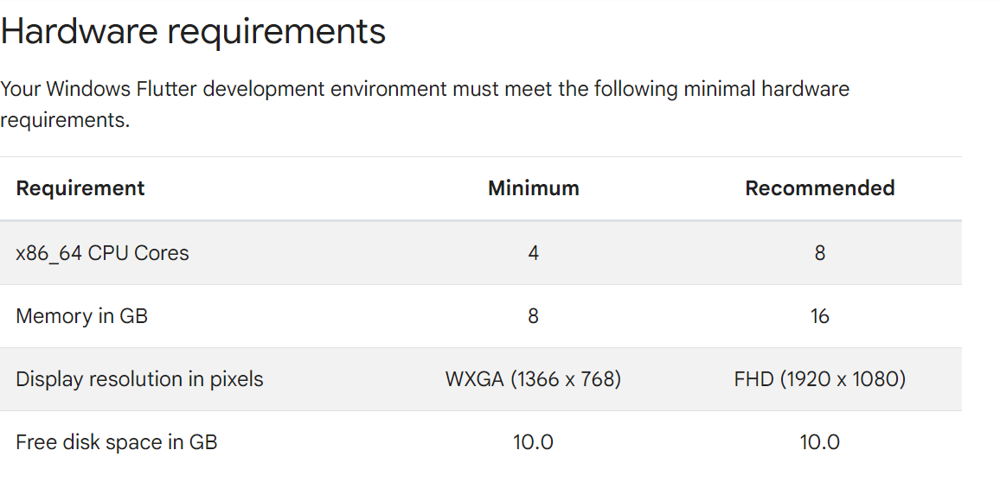 Hardware requirements
Your Windows Flutter development environment must meet the following minimal hardware
requirements.
Requirement Minimum Recommended
x86_64 CPU Cores 4 8
Memory in GB 8 16
Display resolution in pixels WXGA (1366 x 768) FHD (1920 x 1080)
Free disk space in GB 10.0 10.0